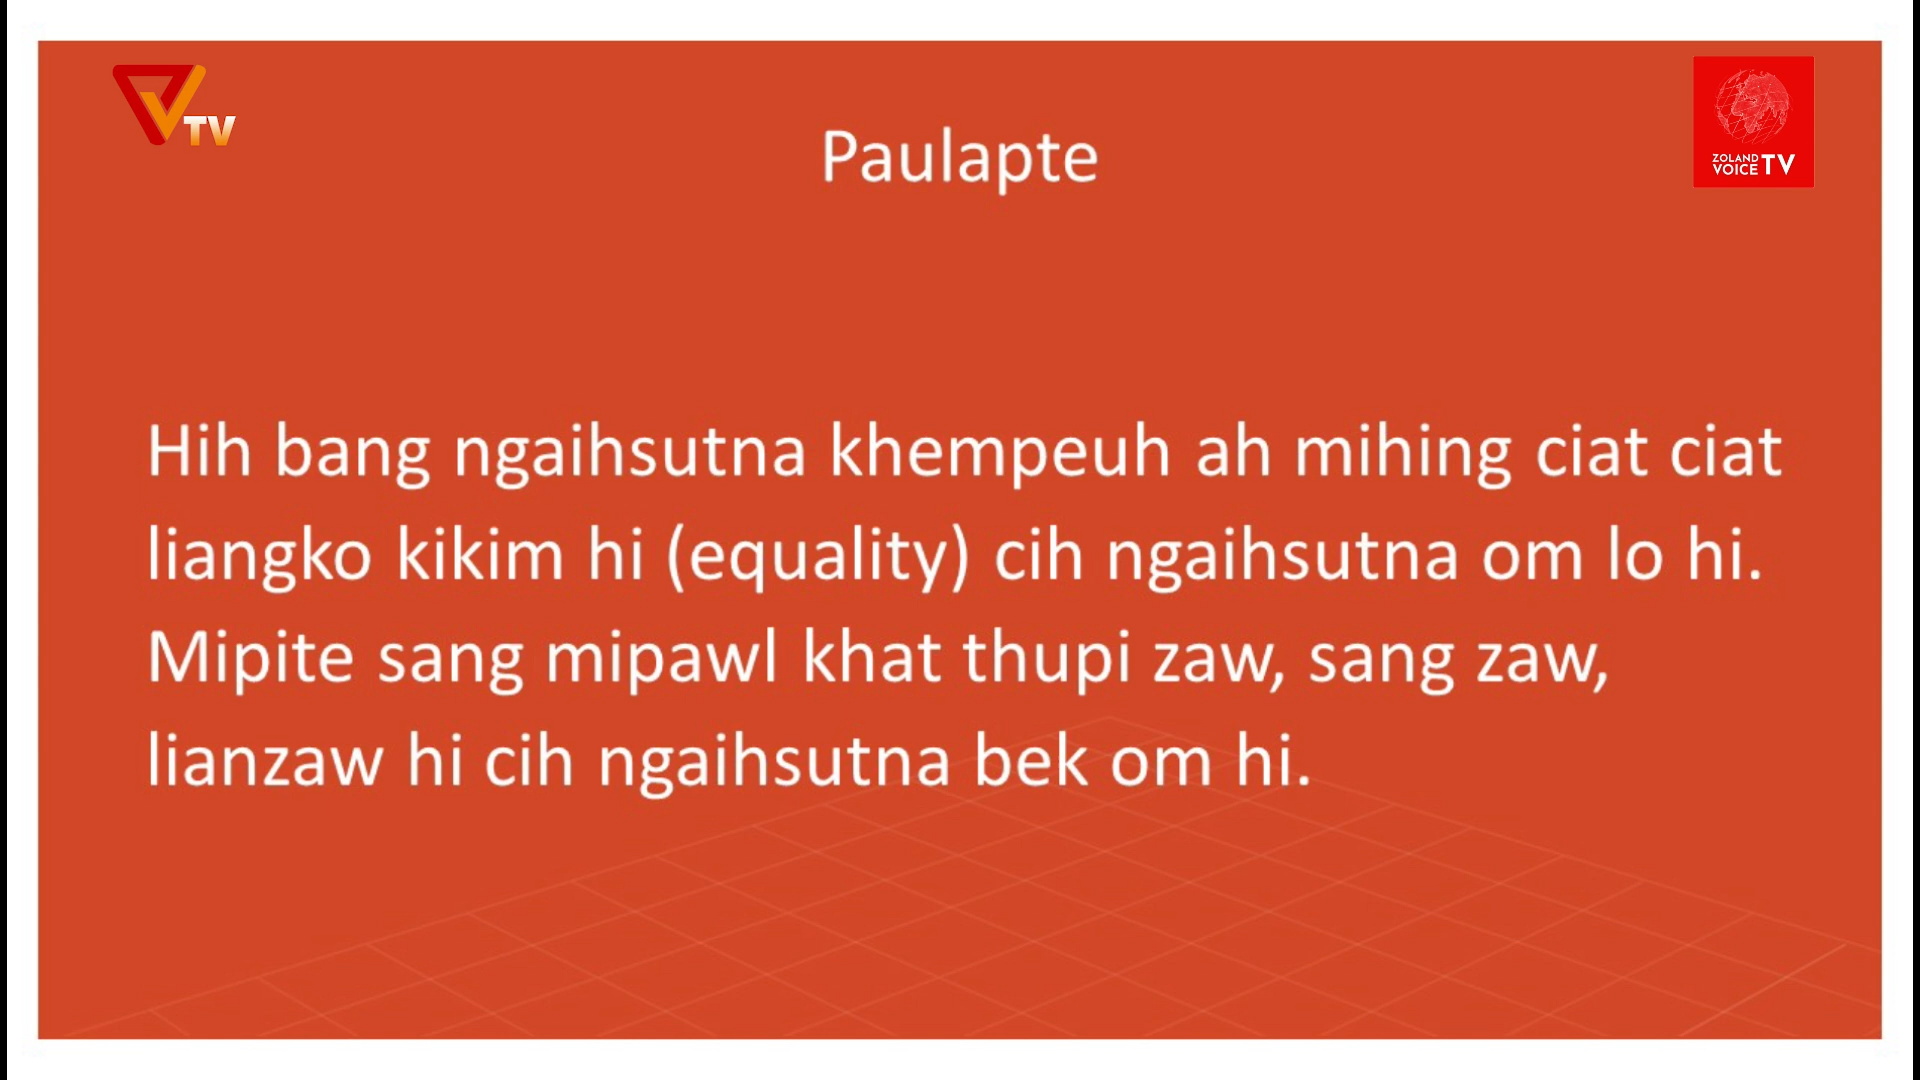 TV
ZOLAND
VOICE TV
Paulapte
Hih bang ngaihsutna khempeuh ah mihing ciat ciat
liangko kikim hi (equality) cih ngaihsutna om lo hi.
Mipite sang mipawl khat thupi zaw, sang zaw,
lianzaw hi cih ngaihsutna bek om hi.